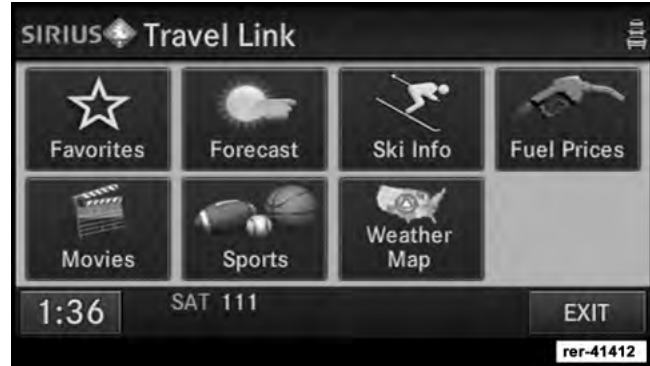 SIRIUS Travel Link
Favorites
Forecast
Ski Info
Fuel Prices
Movies
Sports
Weather
Map
1:36
SAT 111
EXIT
rer-41412